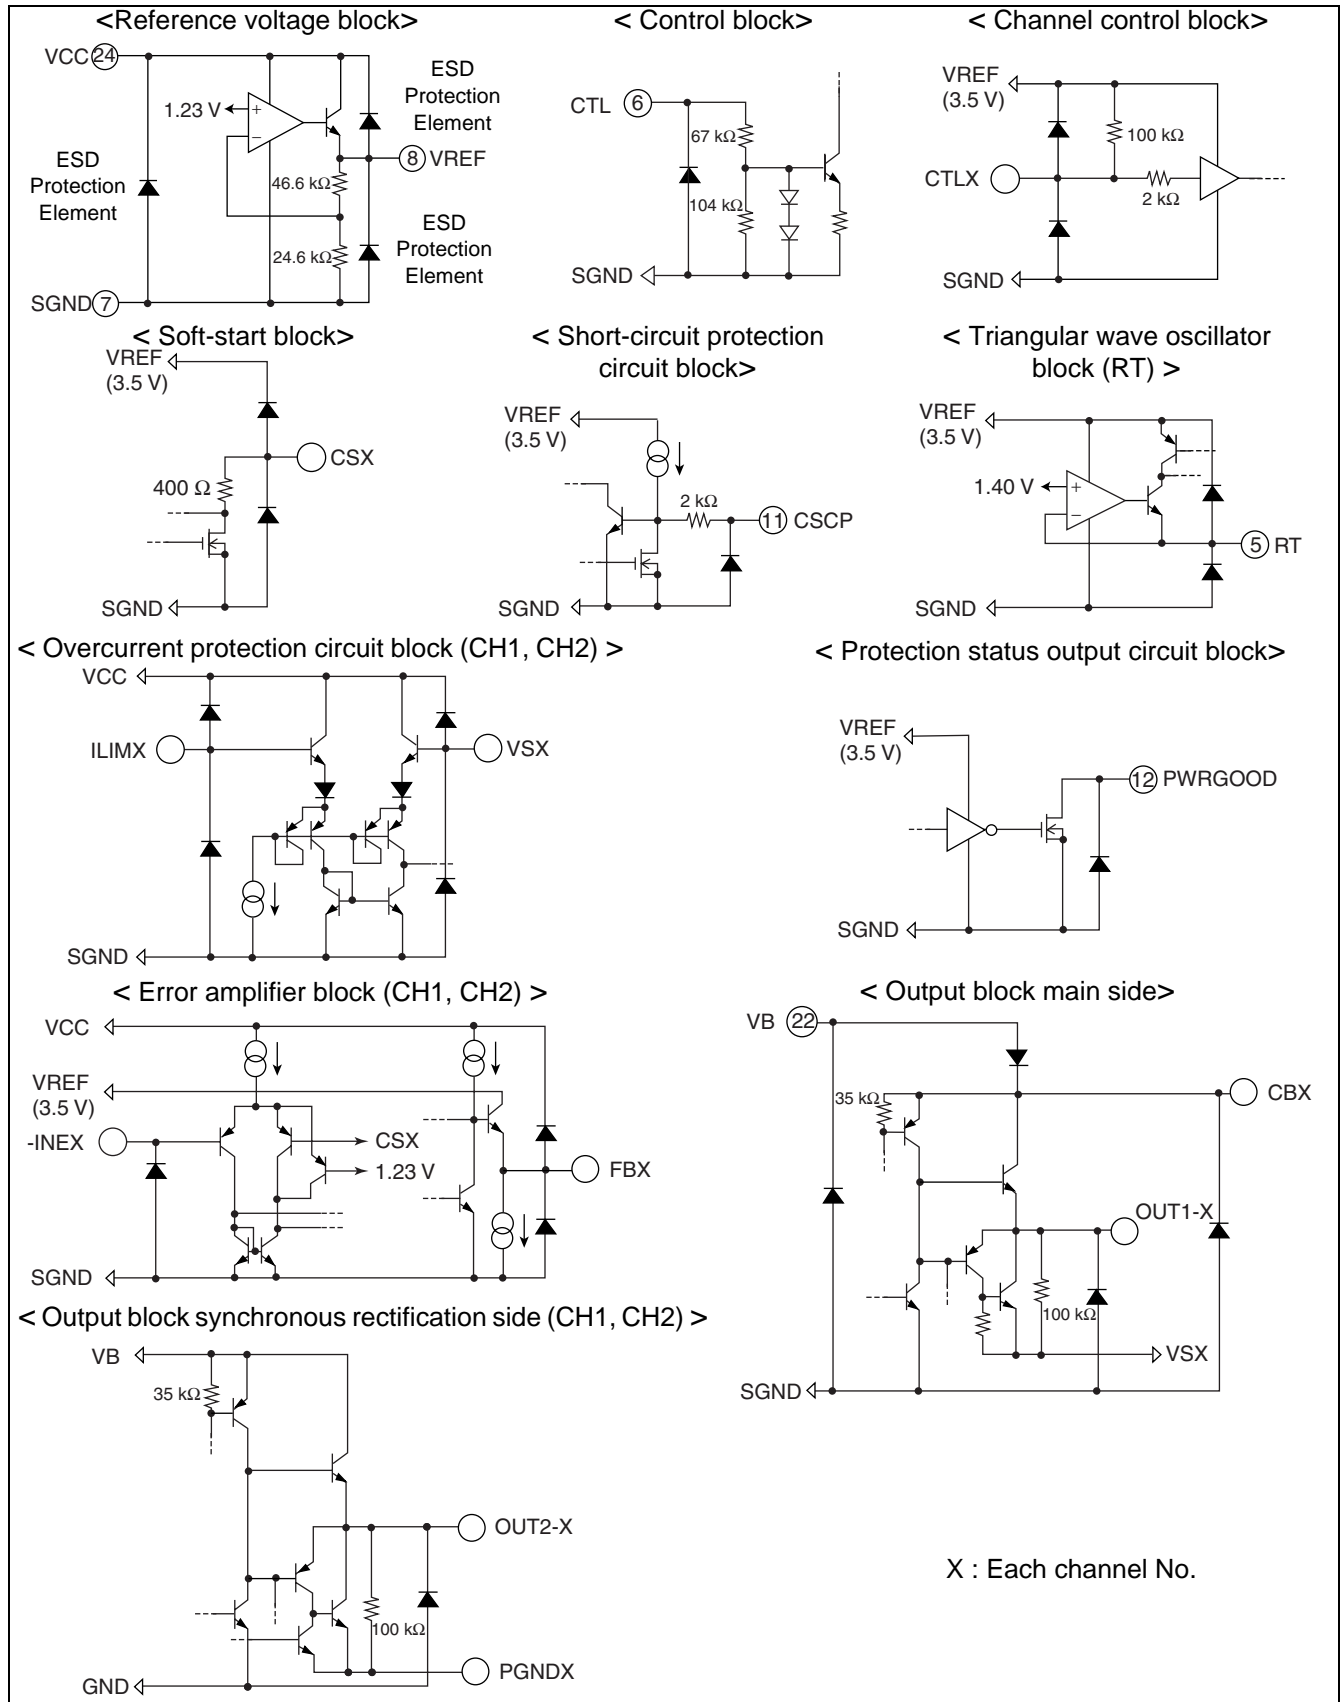 <Reference voltage block>
VCC 24
1.23 V
+
−
ESD
Protection
Element
8 VREF
46.6 kΩ
ESD
Protection
Element
ESD
Protection
Element
24.6 kΩ
SGND 7
< Control block>
CTL 6
67 kΩ
104 kΩ
SGND
< Channel control block>
VREF
(3.5 V)
100 kΩ
CTLX
2 kΩ
SGND
< Soft-start block>
VREF
(3.5 V)
CSX
400 Ω
SGND
< Short-circuit protection
circuit block>
VREF
(3.5 V)
2 kΩ
11 CSCP
SGND
< Triangular wave oscillator
block (RT) >
VREF
(3.5 V)
1.40 V
+
−
5 RT
SGND
< Overcurrent protection circuit block (CH1, CH2) >
VCC
ILIMX
VSX
SGND
< Protection status output circuit block>
VREF
(3.5 V)
12 PWRGOOD
SGND
< Error amplifier block (CH1, CH2) >
VCC
VREF
(3.5 V)
-INEX
CSX
1.23 V
FBX
SGND
< Output block main side>
VB 22
35 kΩ
CBX
OUT1-X
100 kΩ
VSX
SGND
< Output block synchronous rectification side (CH1, CH2) >
VB
35 kΩ
OUT2-X
100 kΩ
PGNDX
GND
X : Each channel No.